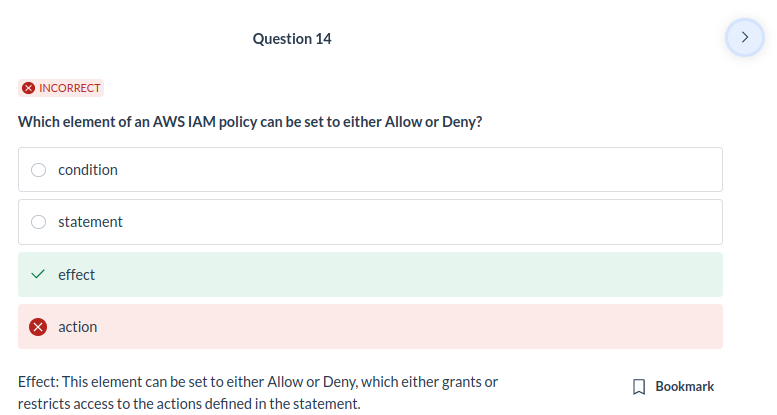 Question 14
INCORRECT
Which element of an AWS IAM policy can be set to either Allow or Deny?
condition
statement
effect
action
Effect: This element can be set to either Allow or Deny, which either grants or
restricts access to the actions defined in the statement.
Bookmark